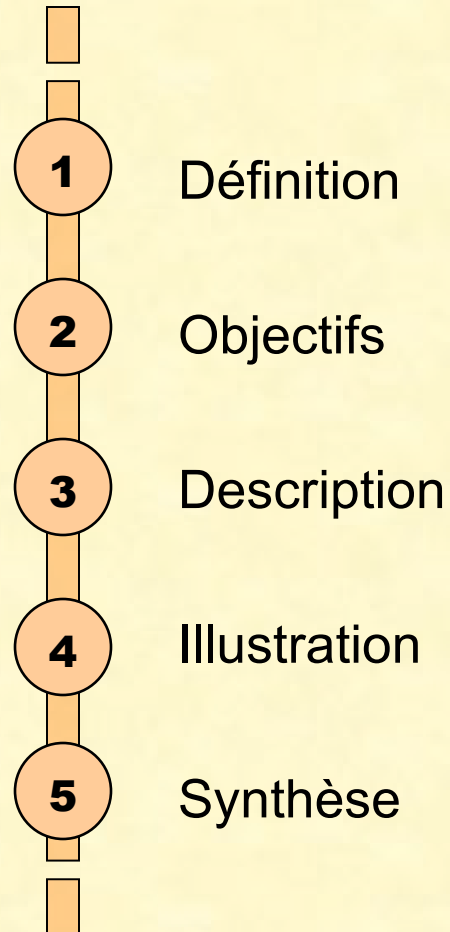 1 Définition
2 Objectifs
3 Description
4 Illustration
5 Synthèse